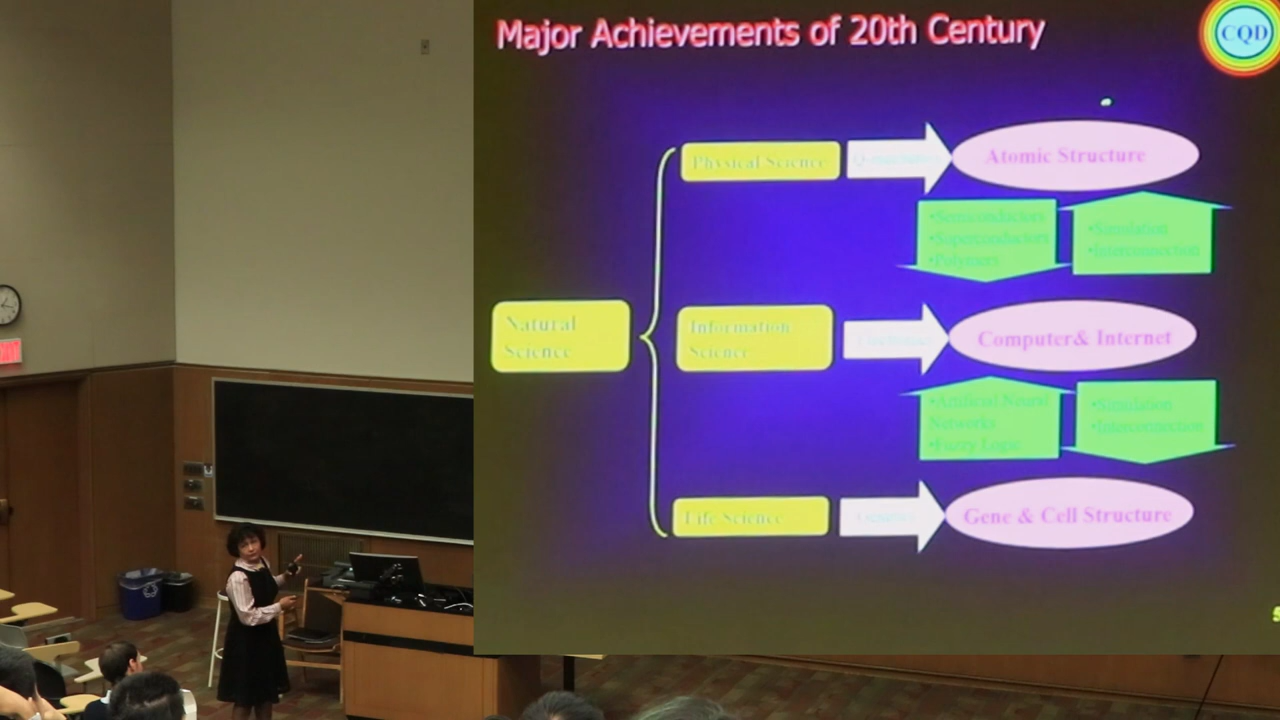 Major Achievements of 20th Century
CQD
Physical Science
Atomic Structure
•Semiconductors
•Superconductors
•Polymers
•Simulation
•Interconnection
Natural
Science
Information
Science
Computer& Internet
•Artificial Neural
Networks
•Fuzzy Logic
•Simulation
•Interconnection
Life Science
Gene & Cell Structure